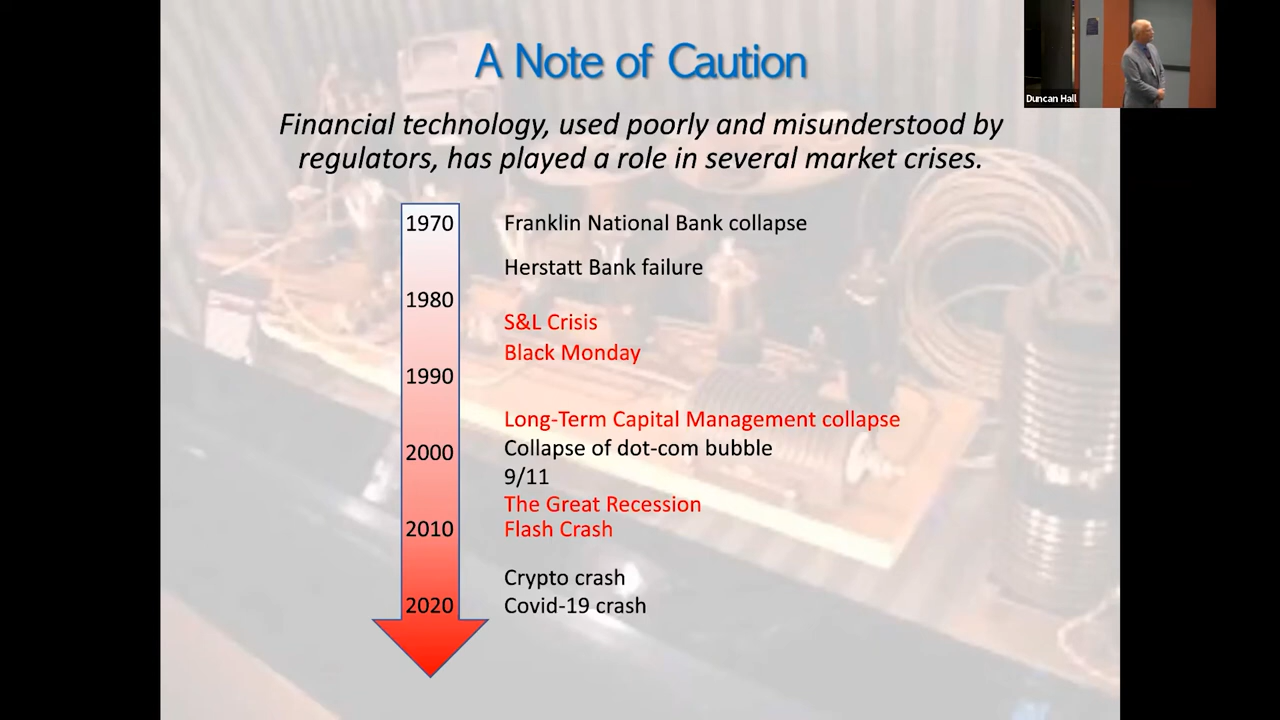 A Note of Caution
Duncan Hall
Financial technology, used poorly and misunderstood by
regulators, has played a role in several market crises.
1970 Franklin National Bank collapse
Herstatt Bank failure
1980
S&L Crisis
Black Monday
1990
Long-Term Capital Management collapse
2000 Collapse of dot-com bubble
9/11
The Great Recession
2010 Flash Crash
Crypto crash
2020 Covid-19 crash